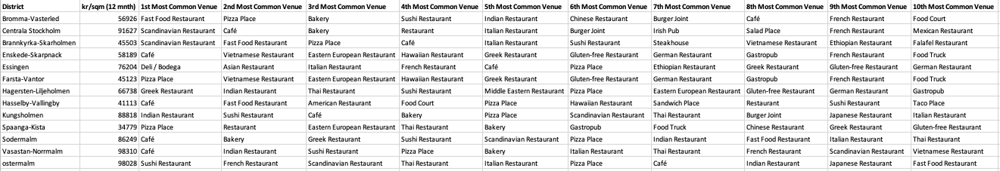 District kr/sqm (12 mnth) 1st Most Common Venue 2nd Most Common Venue 3rd Most Common Venue 4th Most Common Venue 5th Most Common Venue 6th Most Common Venue 7th Most Common Venue 8th Most Common Venue 9th Most Common Venue 10th Most Common Venue
Bromma-Vasterled 56926 Fast Food Restaurant Pizza Place Bakery Sushi Restaurant Indian Restaurant Chinese Restaurant Burger Joint Café French Restaurant Food Court
Centrala Stockholm 91627 Scandinavian Restaurant Café Bakery Restaurant Italian Restaurant Burger Joint Irish Pub Salad Place French Restaurant Mexican Restaurant
Brannkyrka-Skarholmen 45503 Scandinavian Restaurant Fast Food Restaurant Pizza Place Café Italian Restaurant Sushi Restaurant Steakhouse Vietnamese Restaurant Ethiopian Restaurant Falafel Restaurant
Enskede-Skarpnack 58189 Café Vietnamese Restaurant Eastern European Restaurant Hawaiian Restaurant Greek Restaurant Gluten-free Restaurant German Restaurant Gastropub French Restaurant Food Truck
Essingen 76204 Deli / Bodega Asian Restaurant Italian Restaurant French Restaurant Café Pizza Place Ethiopian Restaurant Greek Restaurant Gluten-free Restaurant German Restaurant
Farsta-Vantor 45123 Pizza Place Vietnamese Restaurant Eastern European Restaurant Hawaiian Restaurant Greek Restaurant Gluten-free Restaurant German Restaurant Gastropub French Restaurant Food Truck
Hagersten-Liljeholmen 66738 Greek Restaurant Indian Restaurant Thai Restaurant Sushi Restaurant Middle Eastern Restaurant Pizza Place Eastern European Restaurant Gluten-free Restaurant German Restaurant Gastropub
Hasselby-Vallingby 41113 Café Fast Food Restaurant American Restaurant Food Court Pizza Place Hawaiian Restaurant Sandwich Place Restaurant Sushi Restaurant Taco Place
Kungsholmen 88818 Indian Restaurant Sushi Restaurant Café Bakery Pizza Place Scandinavian Restaurant Thai Restaurant Burger Joint Japanese Restaurant Italian Restaurant
Spaanga-Kista 34779 Pizza Place Restaurant Eastern European Restaurant Thai Restaurant Bakery Gastropub Food Truck Chinese Restaurant Greek Restaurant Gluten-free Restaurant
Sodermalm 86249 Café Bakery Greek Restaurant Sushi Restaurant Scandinavian Restaurant Pizza Place Indian Restaurant Fast Food Restaurant Italian Restaurant Thai Restaurant
Vasastan-Norrmalm 98310 Café Indian Restaurant Sushi Restaurant Pizza Place Bakery Italian Restaurant Thai Restaurant French Restaurant Scandinavian Restaurant Vietnamese Restaurant
ostermalm 98028 Sushi Restaurant French Restaurant Scandinavian Restaurant Thai Restaurant Italian Restaurant Pizza Place Café Indian Restaurant Japanese Restaurant Fast Food Restaurant